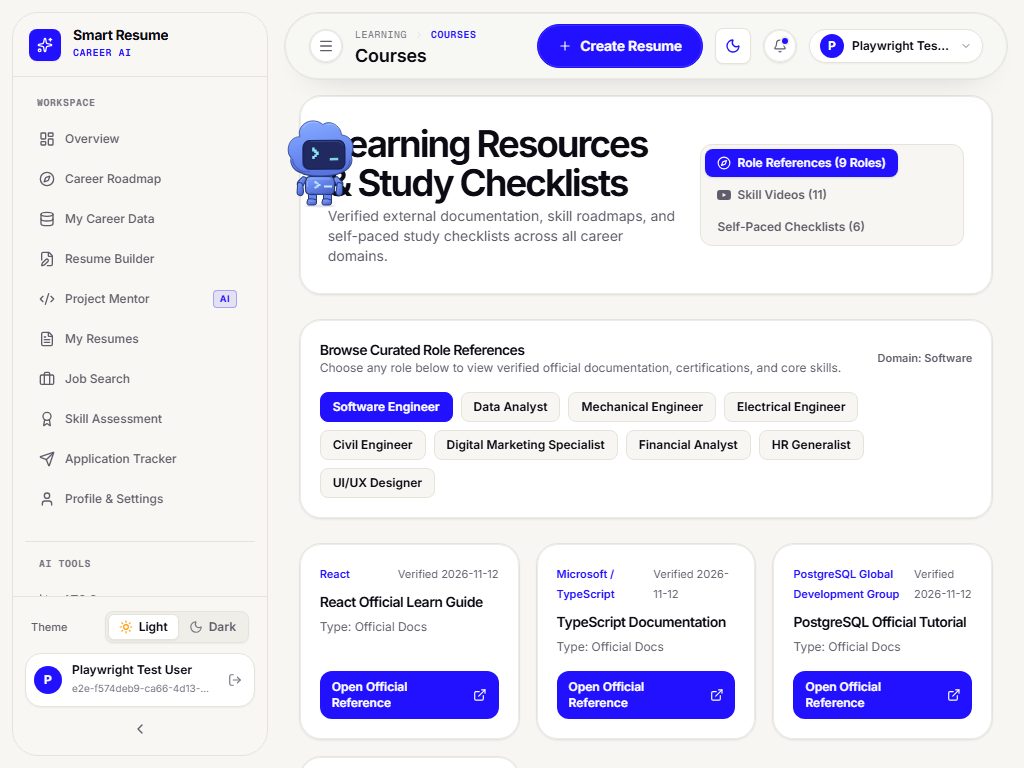 Smart Resume
CAREER AI
WORKSPACE
Overview
Career Roadmap
My Career Data
Resume Builder
Project Mentor
AI
My Resumes
Job Search
Skill Assessment
Application Tracker
Profile & Settings
AI TOOLS
Theme
Light
Dark
P
Playwright Test User
e2e-f574deb9-ca66-4d13-...
LEARNING
COURSES
Courses
+ Create Resume
P
Playwright Tes...
earning Resources
& Study Checklists
Verified external documentation, skill roadmaps, and
self-paced study checklists across all career
domains.
Role References (9 Roles)
Skill Videos (11)
Self-Paced Checklists (6)
Browse Curated Role References
Choose any role below to view verified official documentation, certifications, and core skills.
Domain: Software
Software Engineer
Data Analyst
Mechanical Engineer
Electrical Engineer
Civil Engineer
Digital Marketing Specialist
Financial Analyst
HR Generalist
UI/UX Designer
React
Verified 2026-11-12
React Official Learn Guide
Type: Official Docs
Open Official
Reference
Microsoft /
TypeScript
Verified 2026-
11-12
TypeScript Documentation
Type: Official Docs
Open Official
Reference
PostgreSQL Global
Development Group
Verified
2026-11-12
PostgreSQL Official Tutorial
Type: Official Docs
Open Official
Reference